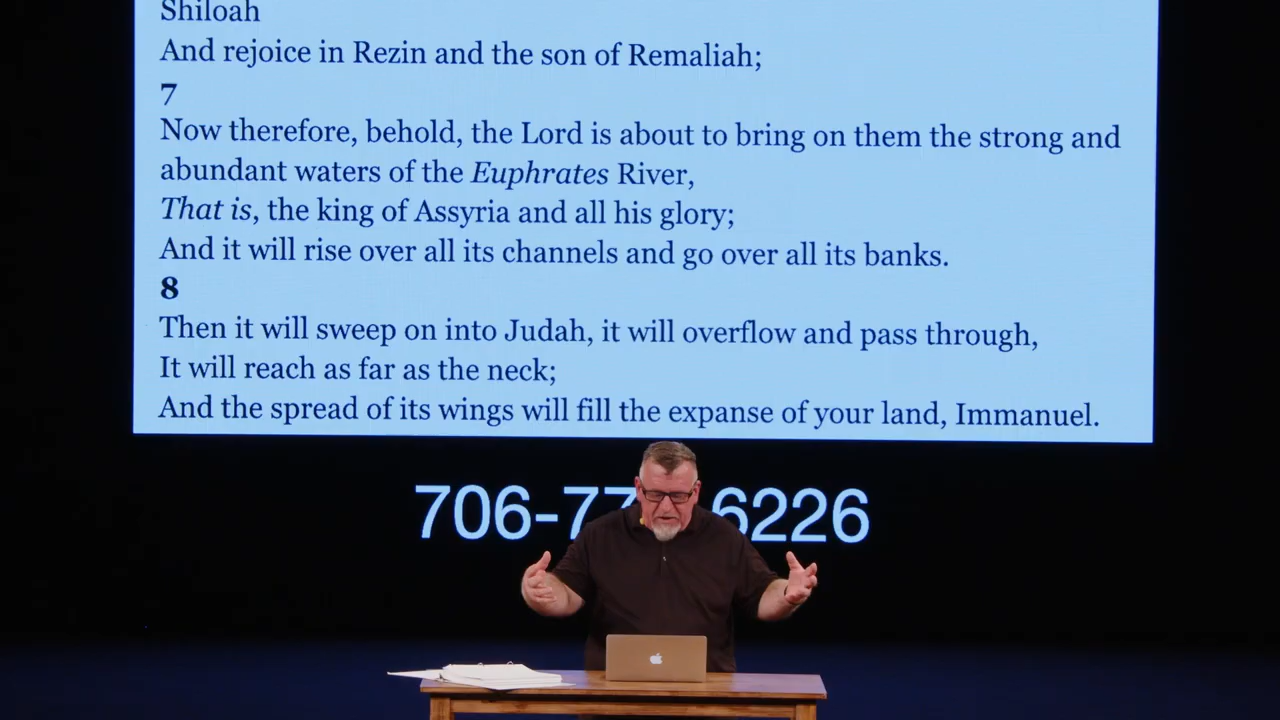 Shiloah
And rejoice in Rezin and the son of Remaliah;
7
Now therefore, behold, the Lord is about to bring on them the strong and
abundant waters of the Euphrates River,
That is, the king of Assyria and all his glory;
And it will rise over all its channels and go over all its banks.
8
Then it will sweep on into Judah, it will overflow and pass through,
It will reach as far as the neck;
And the spread of its wings will fill the expanse of your land, Immanuel.
706-77 6226